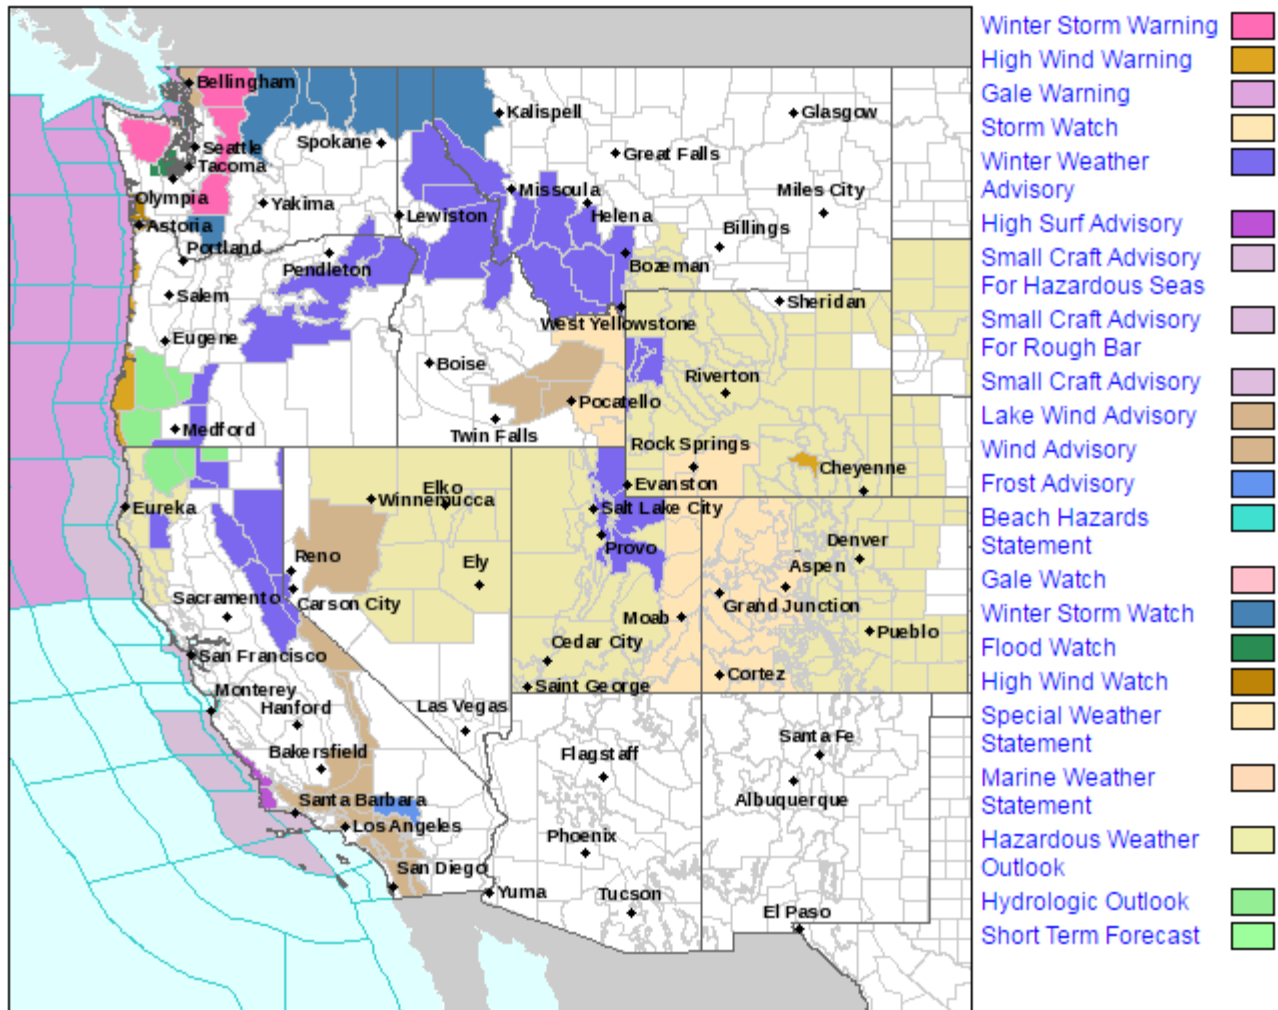 Bellingham
Kalispell
Glasgow
Seattle
Spokane
Great Falls
Tacoma
Olympia
Missoula
Miles City
Yakima
Helena
Astoria
Lewiston
Billings
Portland
Pendleton
Bozeman
Salem
Sheridan
West Yellowstone
Eugene
Boise
Riverton
Pocatello
Medford
Twin Falls
Rock Springs
Cheyenne
Evanston
Elko
Winnemucca
Eureka
Salt Lake City
Provo
Denver
Reno
Ely
Aspen
Sacramento
Carson City
Grand Junction
Moab
Pueblo
Cedar City
San Francisco
Cortez
Saint George
Monterey
Hanford
Las Vegas
Santa Fe
Bakersfield
Flagstaff
Albuquerque
Santa Barbara
Los Angeles
Phoenix
San Diego
Yuma
Tucson
El Paso
Winter Storm Warning
High Wind Warning
Gale Warning
Storm Watch
Winter Weather
Advisory
High Surf Advisory
Small Craft Advisory
For Hazardous Seas
Small Craft Advisory
For Rough Bar
Small Craft Advisory
Lake Wind Advisory
Wind Advisory
Frost Advisory
Beach Hazards
Statement
Gale Watch
Winter Storm Watch
Flood Watch
High Wind Watch
Special Weather
Statement
Marine Weather
Statement
Hazardous Weather
Outlook
Hydrologic Outlook
Short Term Forecast